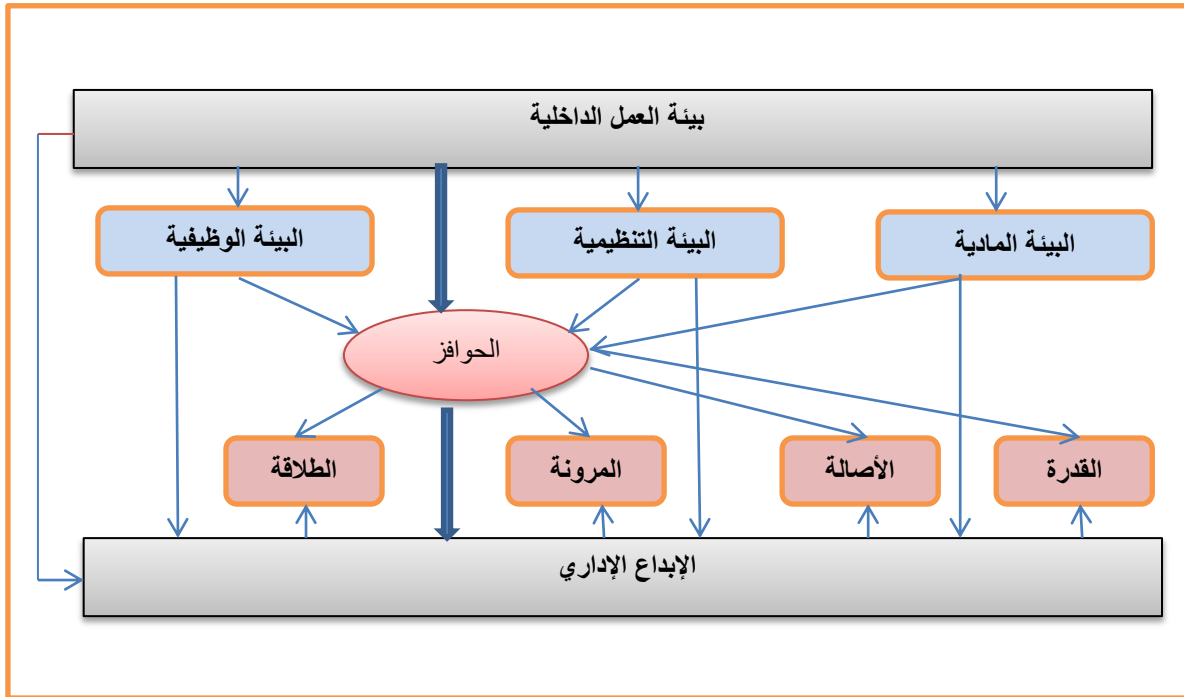 بيئة العمل الداخلية
البيئة المادية
البيئة التنظيمية
البيئة الوظيفية
الحوافز
القدرة
الأصالة
المرونة
الطلاقة
الإبداع الإداري